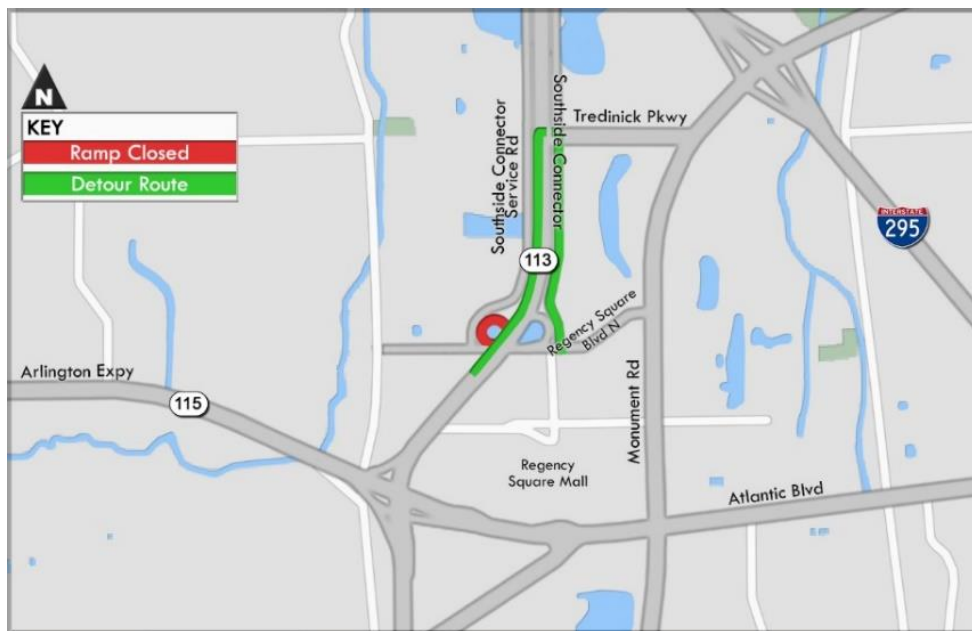 N
KEY
Ramp Closed
Detour Route
Southside Connector
Service Rd
Southside Connector
Tredinick Pkwy
INTERSTATE
295
113
Regency Square
Blvd N
Arlington Expy
115
Monument Rd
Regency
Square Mall
Atlantic Blvd